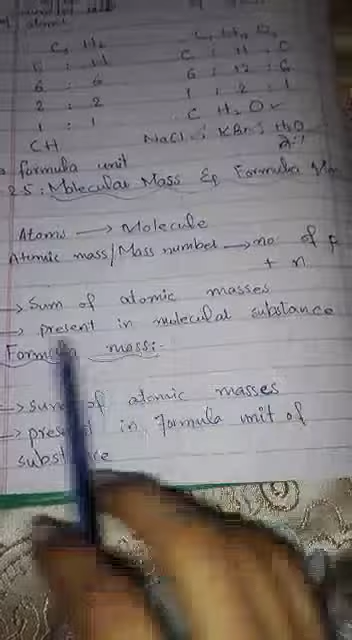 C : H
6 : 6
2 : 2
1 : 1
CH
C : H : O
6 : 12 : 6
1 : 2 : 1
C H2 O
NaCl ; KBr ; H2O
2:1
formula unit
2.5 : Molecular Mass & Formula
Atoms → Molecule
Atomic mass/Mass number → no. of p
+ n
→ Sum of atomic masses
→ present in molecular substance
Formula mass:-
→ sum of atomic masses
→ present in formula unit of
substance